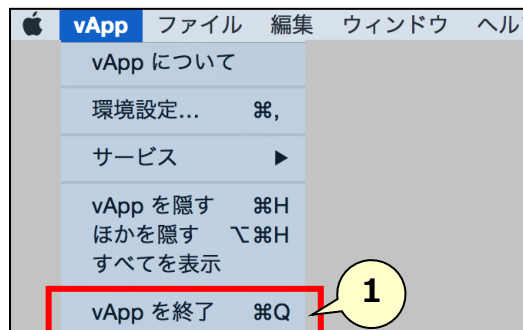 vApp ファイル 編集 ウィンドウ ヘル
vApp について
環境設定... ⌘,
サービス ▶
vApp を隠す ⌘H
ほかを隠す ⌥⌘H
すべてを表示
vApp を終了 ⌘Q
1